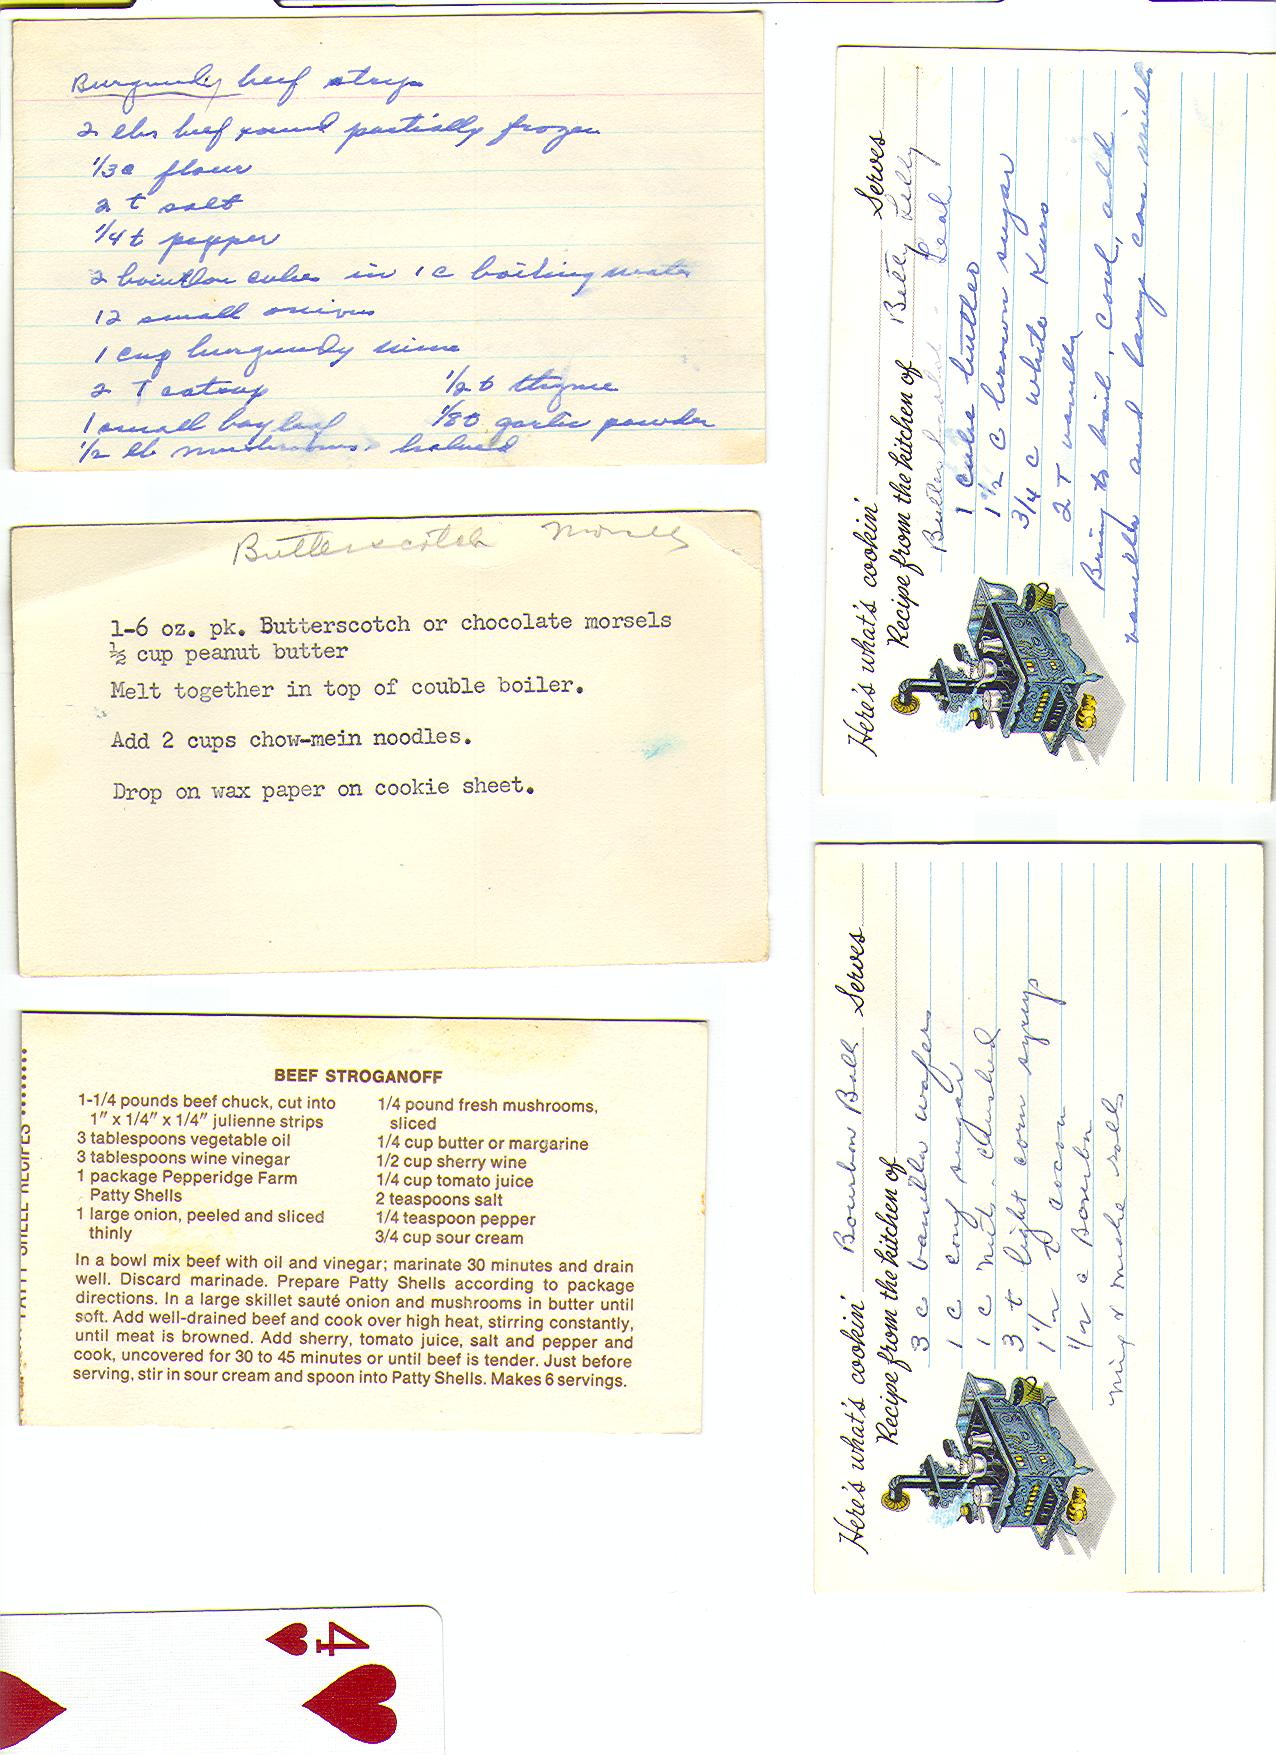 Burgundy beef strips
2 lbs beef round partially frozen
1/3 c flour
2 t salt
1/4 t pepper
2 bouillon cubes in 1 c boiling water
12 small onions
1 cup burgundy wine
2 T catsup 1/2 t thyme
1 small bay leaf 1/8 t garlic powder
1/2 lb mushrooms halved
Butterscotch Morsels
1-6 oz. pk. Butterscotch or chocolate morsels
½ cup peanut butter
Melt together in top of couble boiler.
Add 2 cups chow-mein noodles.
Drop on wax paper on cookie sheet.
PATTY SHELL RECIPES
BEEF STROGANOFF
1-1/4 pounds beef chuck, cut into
1" x 1/4" x 1/4" julienne strips
3 tablespoons vegetable oil
3 tablespoons wine vinegar
1 package Pepperidge Farm
Patty Shells
1 large onion, peeled and sliced
thinly
1/4 pound fresh mushrooms,
sliced
1/4 cup butter or margarine
1/2 cup sherry wine
1/4 cup tomato juice
2 teaspoons salt
1/4 teaspoon pepper
3/4 cup sour cream
In a bowl mix beef with oil and vinegar; marinate 30 minutes and drain
well. Discard marinade. Prepare Patty Shells according to package
directions. In a large skillet sauté onion and mushrooms in butter until
soft. Add well-drained beef and cook over high heat, stirring constantly,
until meat is browned. Add sherry, tomato juice, salt and pepper and
cook, uncovered for 30 to 45 minutes or until beef is tender. Just before
serving, stir in sour cream and spoon into Patty Shells. Makes 6 servings.
Here's what's cookin' Serves
Recipe from the kitchen of Betty Kelly
1 cube butter
1 1/2 c brown sugar
3/4 c white Karo
2 T vanilla
Bring to boil, cool, add
vanilla and large can milk
Here's what's cookin' Bourbon Ball Serves
Recipe from the kitchen of
3 c vanilla wafers
1 c conf sugar
1 c nuts crushed
3 t light corn syrup
1 1/2 t cocoa
1/2 c Bourbon
mix & make rolls
4